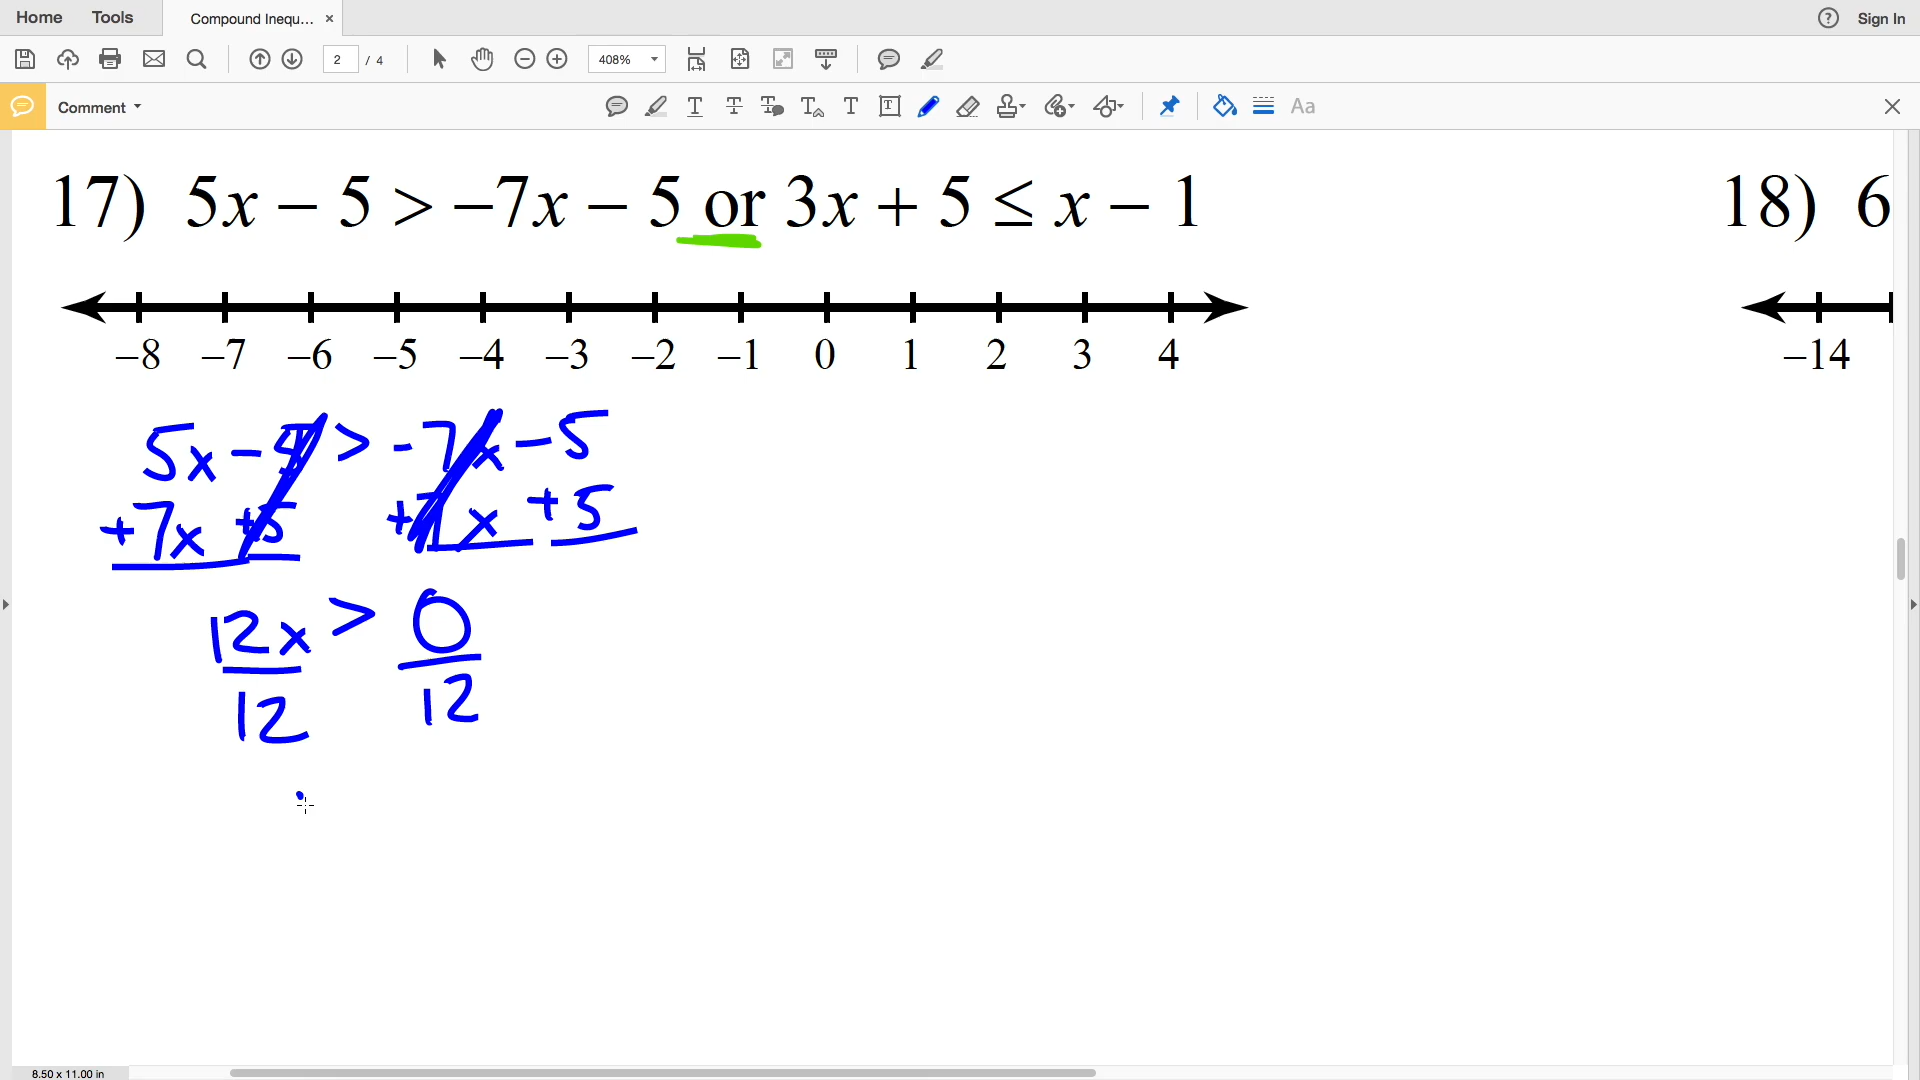 Home Tools Compound Inequ... × ? Sign In
2 / 4 408%
Comment T T T T T T Aa
17) 5x − 5 > −7x − 5 or 3x + 5 ≤ x − 1 18) 6
−8 −7 −6 −5 −4 −3 −2 −1 0 1 2 3 4 −14
5x - 5 > -7x - 5
+7x +5 +7x +5
12x > 0
12 12
8.50 x 11.00 in